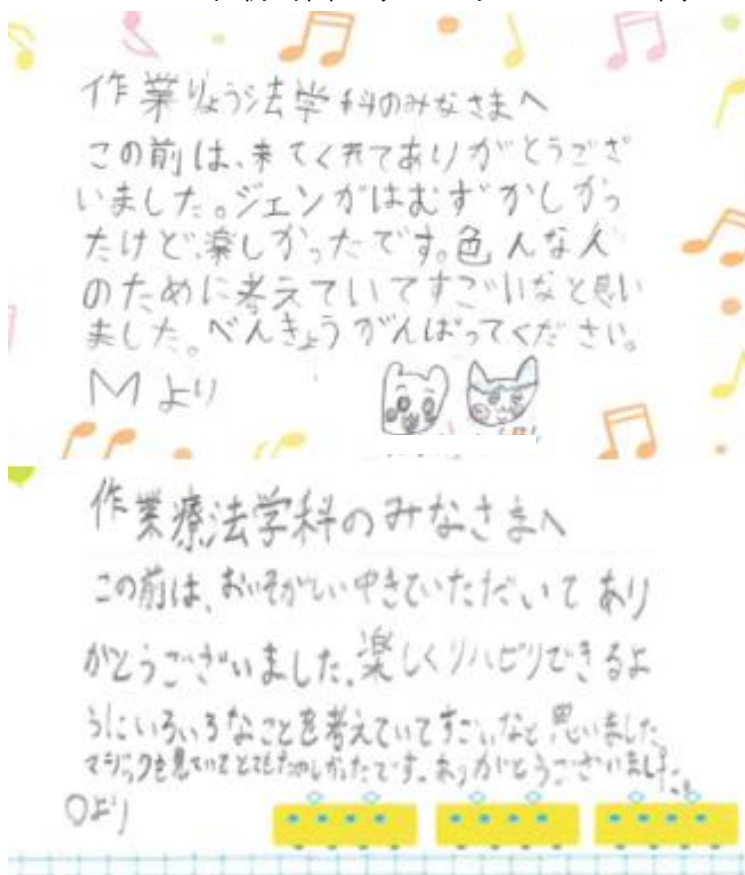 作業りょう法学科のみなさまへ
この前は、来てくれてありがとうござ
いました。ジェンガはむずかしかっ
たけど、楽しかったです。色んな人
のために考えていてすごいなと思い
ました。べんきょうがんばってください。
Mより
作業療法学科のみなさまへ
この前は、おいそがしい中きていただいてあり
がとうございました。楽しくリハビリできるよ
うにいろいろなことを考えていてすごいなと思いました。
マジックを見ていてとてもたのしかったです。ありがとうございました。
Oより